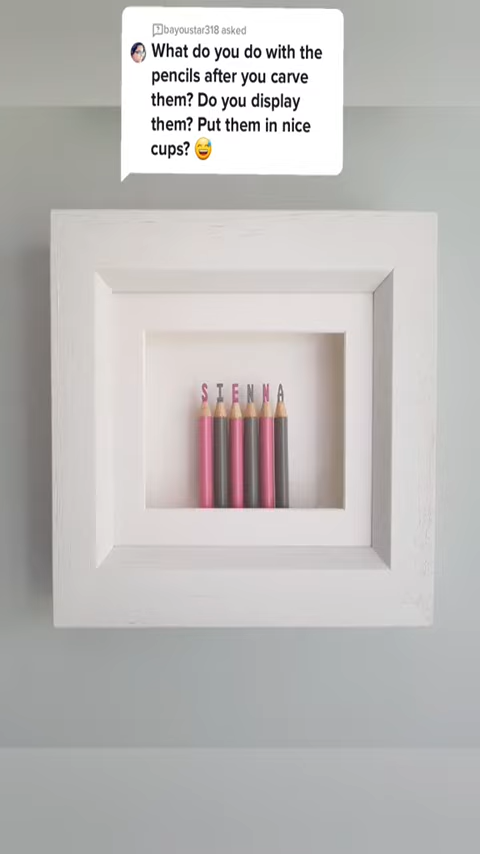 bayoustar318 asked
What do you do with the
pencils after you carve
them? Do you display
them? Put them in nice
cups? 😅
SIENNA